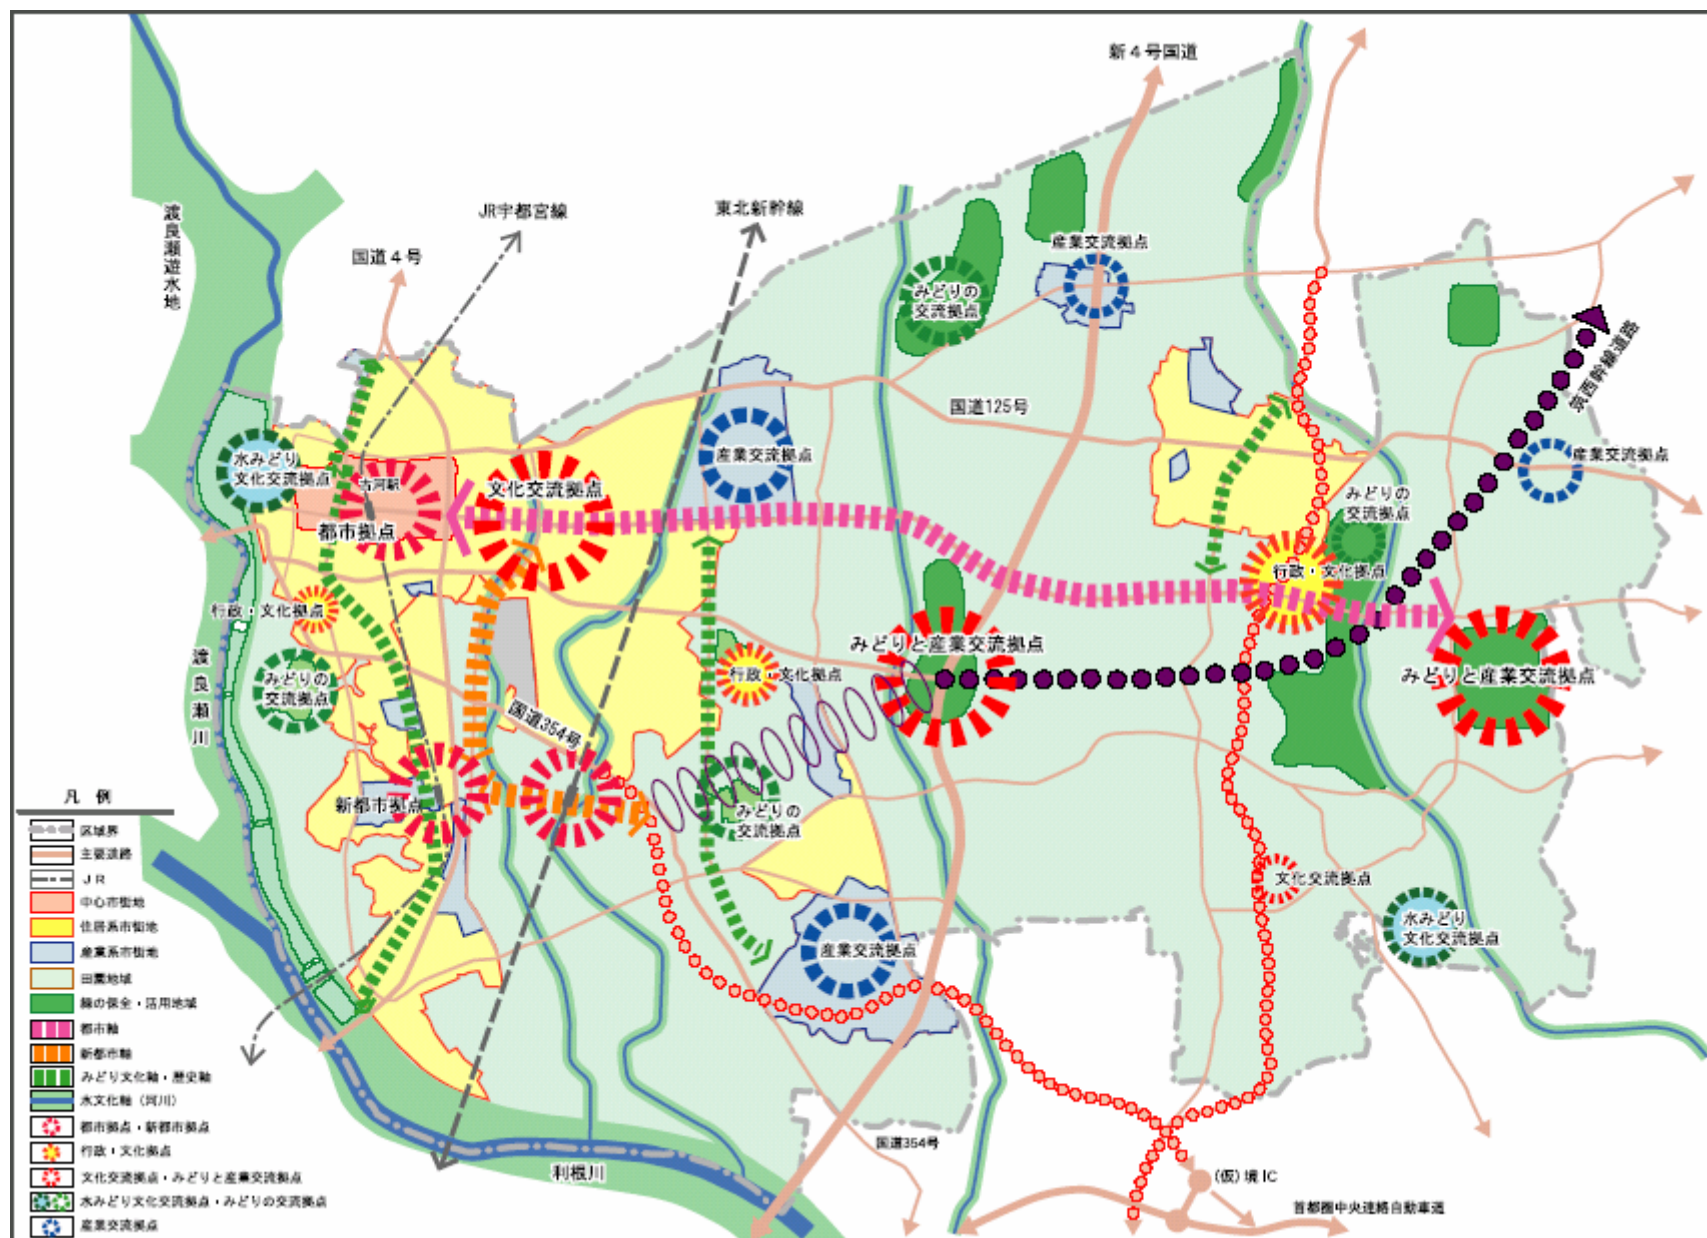 新４号国道
渡良瀬遊水地
JR宇都宮線
東北新幹線
国道４号
産業交流拠点
みどりの
交流拠点
筑西幹線道路
国道125号
水みどり
文化交流拠点
古河駅
都市拠点
文化交流拠点
産業交流拠点
産業交流拠点
みどりの
交流拠点
行政・文化拠点
行政・文化拠点
渡良瀬川
みどりの
交流拠点
行政・文化拠点
みどりと産業交流拠点
みどりと産業交流拠点
国道354号
新都市拠点
みどりの
交流拠点
文化交流拠点
水みどり
文化交流拠点
産業交流拠点
国道354号
利根川
(仮)境IC
首都圏中央連絡自動車道
凡 例
区域界
主要道路
ＪＲ
中心市街地
住居系市街地
産業系市街地
田園地域
緑の保全・活用地域
都市軸
新都市軸
みどり文化軸・歴史軸
水文化軸（河川）
都市拠点・新都市拠点
行政・文化拠点
文化交流拠点・みどりと産業交流拠点
水みどり文化交流拠点・みどりの交流拠点
産業交流拠点